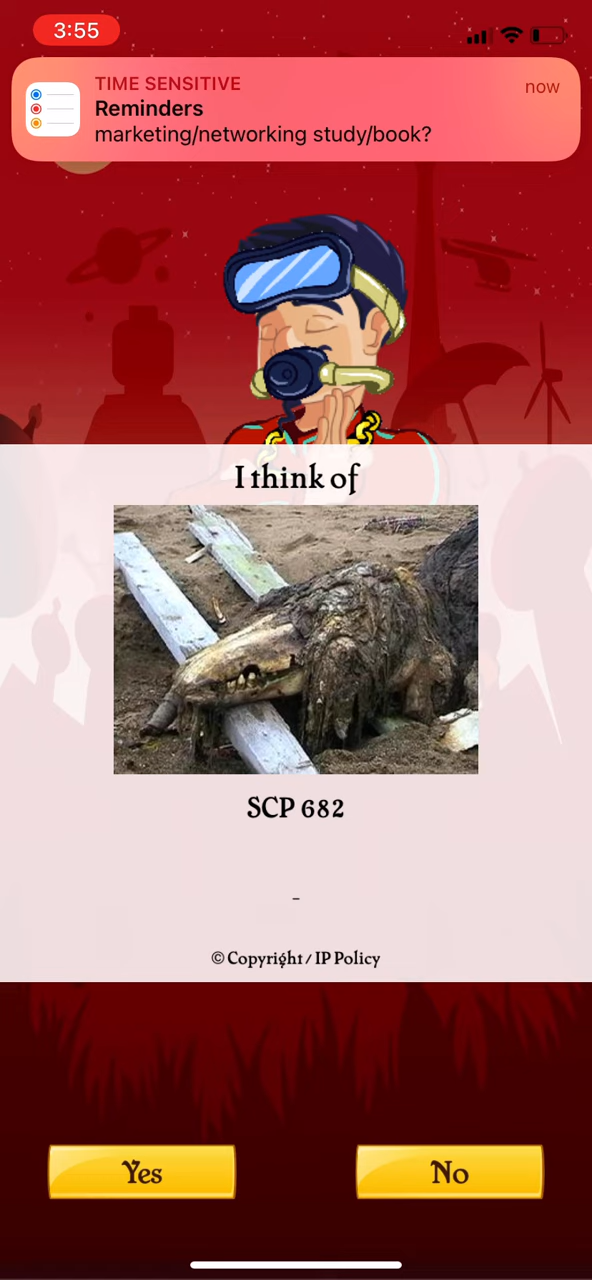 3:55
TIME SENSITIVE
now
Reminders
marketing/networking study/book?
I think of
SCP 682
-
© Copyright / IP Policy
Yes
No